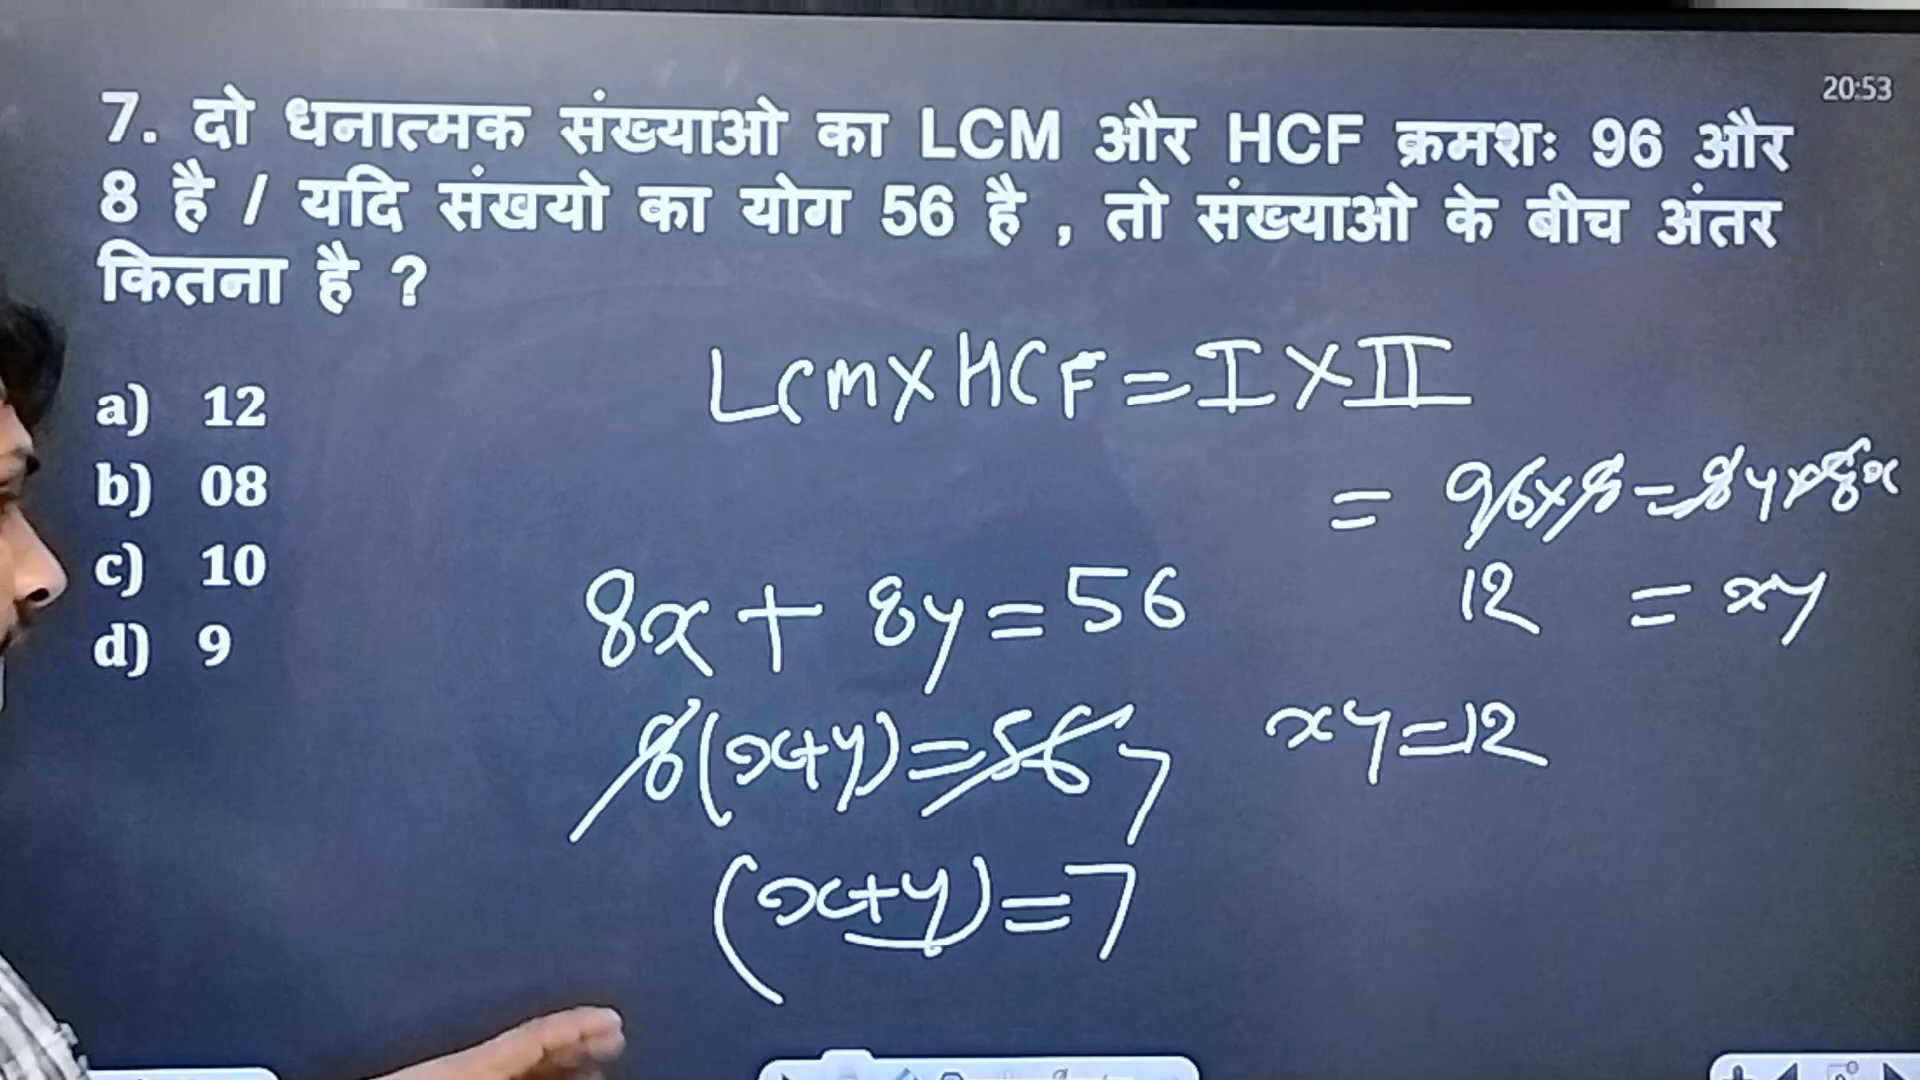 20:53
7. दो धनात्मक संख्याओ का LCM और HCF क्रमशः 96 और
8 है / यदि संखयो का योग 56 है , तो संख्याओ के बीच अंतर
कितना है ?
a) 12
b) 08
c) 10
d) 9
LCM X HCF = I X II
= 96 x 8 = 8y x 8x
12 = xy
8x + 8y = 56
8(x+y) = 56 7
xy = 12
(x+y) = 7